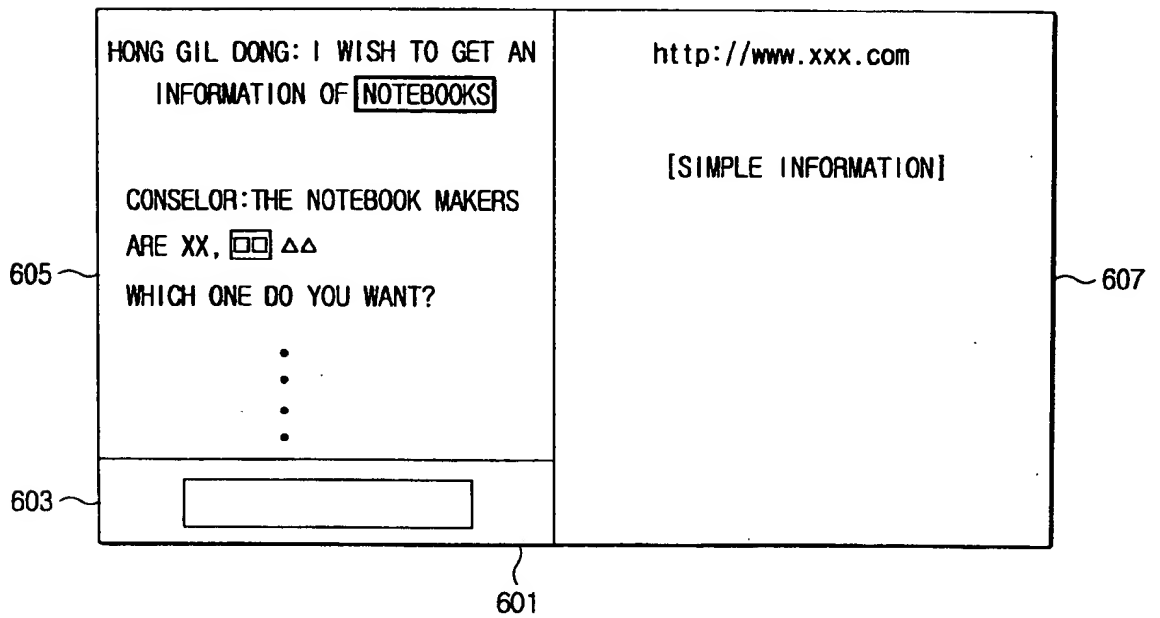 HONG GIL DONG: I WISH TO GET AN
INFORMATION OF NOTEBOOKS
CONSELOR:THE NOTEBOOK MAKERS
ARE XX, □□ △△
WHICH ONE DO YOU WANT?
http://www.xxx.com
[SIMPLE INFORMATION]
605
607
603
601